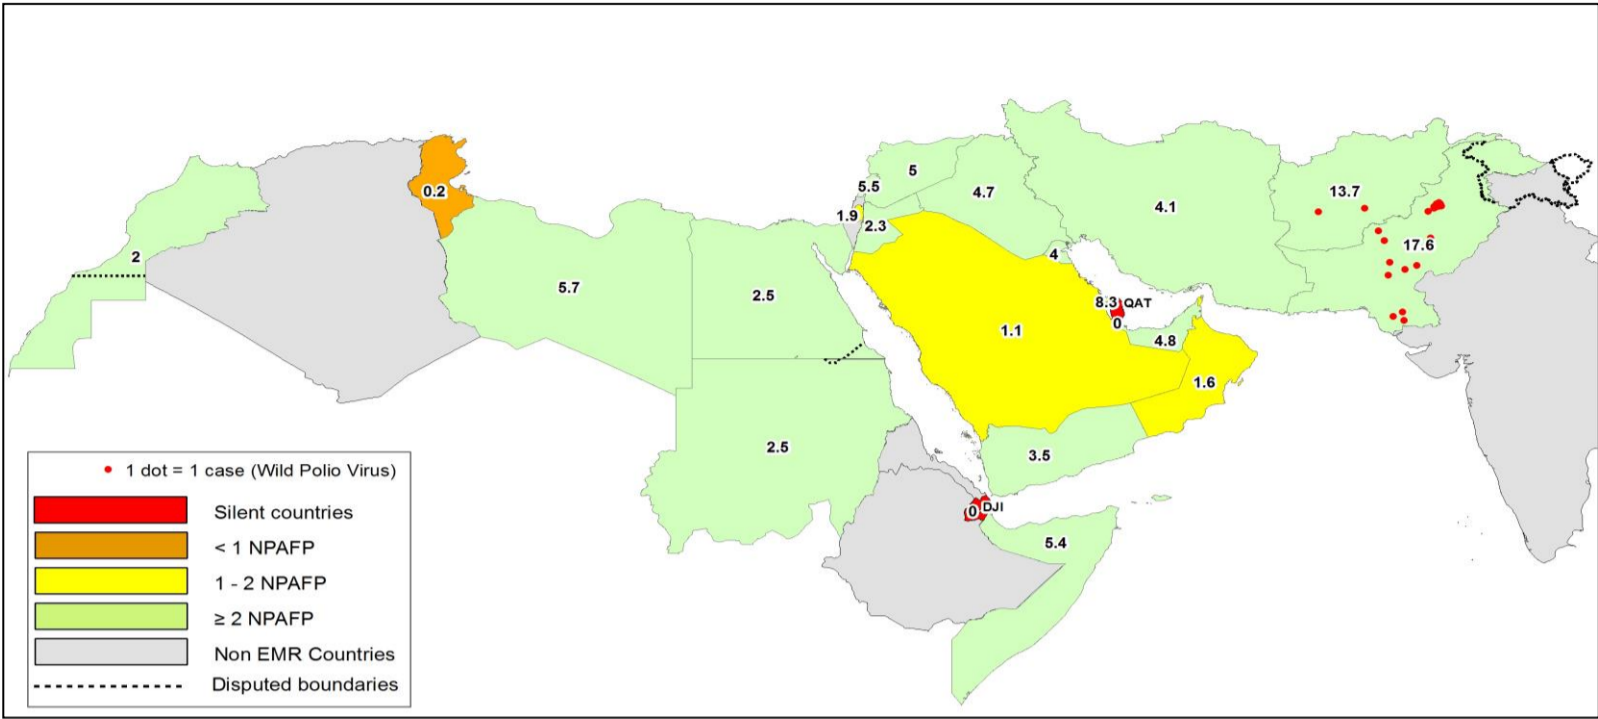 0.2
5
5.5
4.7
4.1
13.7
1.9
2.3
17.6
2
4
5.7
2.5
8.3
QAT
0
1.1
4.8
1.6
2.5
3.5
0
DJI
5.4
1 dot = 1 case (Wild Polio Virus)
Silent countries
< 1 NPAFP
1 - 2 NPAFP
≥ 2 NPAFP
Non EMR Countries
Disputed boundaries